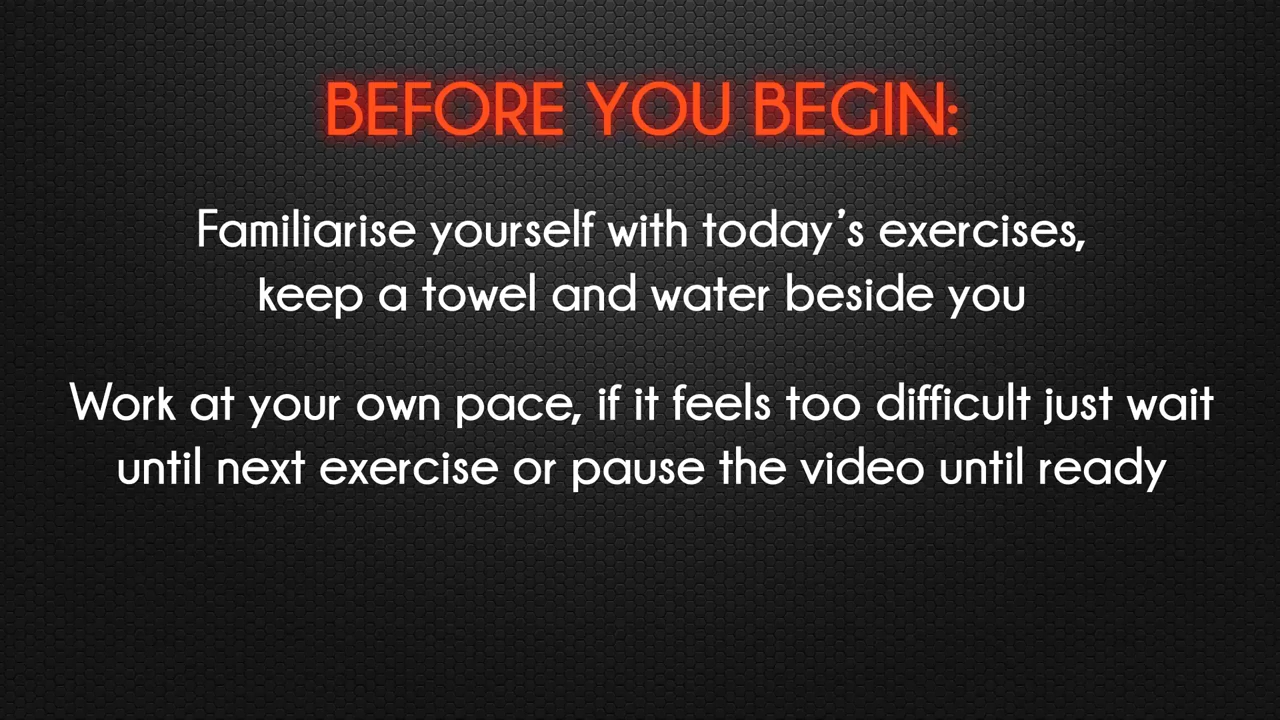 BEFORE YOU BEGIN:
Familiarise yourself with today's exercises,
keep a towel and water beside you
Work at your own pace, if it feels too difficult just wait
until next exercise or pause the video until ready